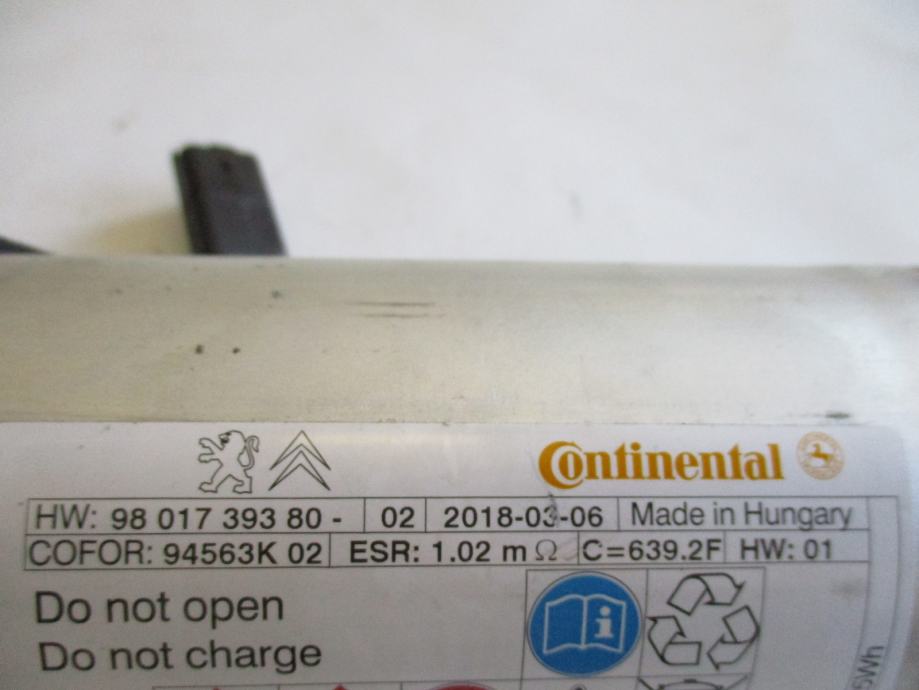 Continental
HW: 98 017 393 80 - 02 2018-03-06 Made in Hungary
COFOR: 94563K 02 ESR: 1.02 m Ω C=639.2F HW: 01
Do not open
Do not charge